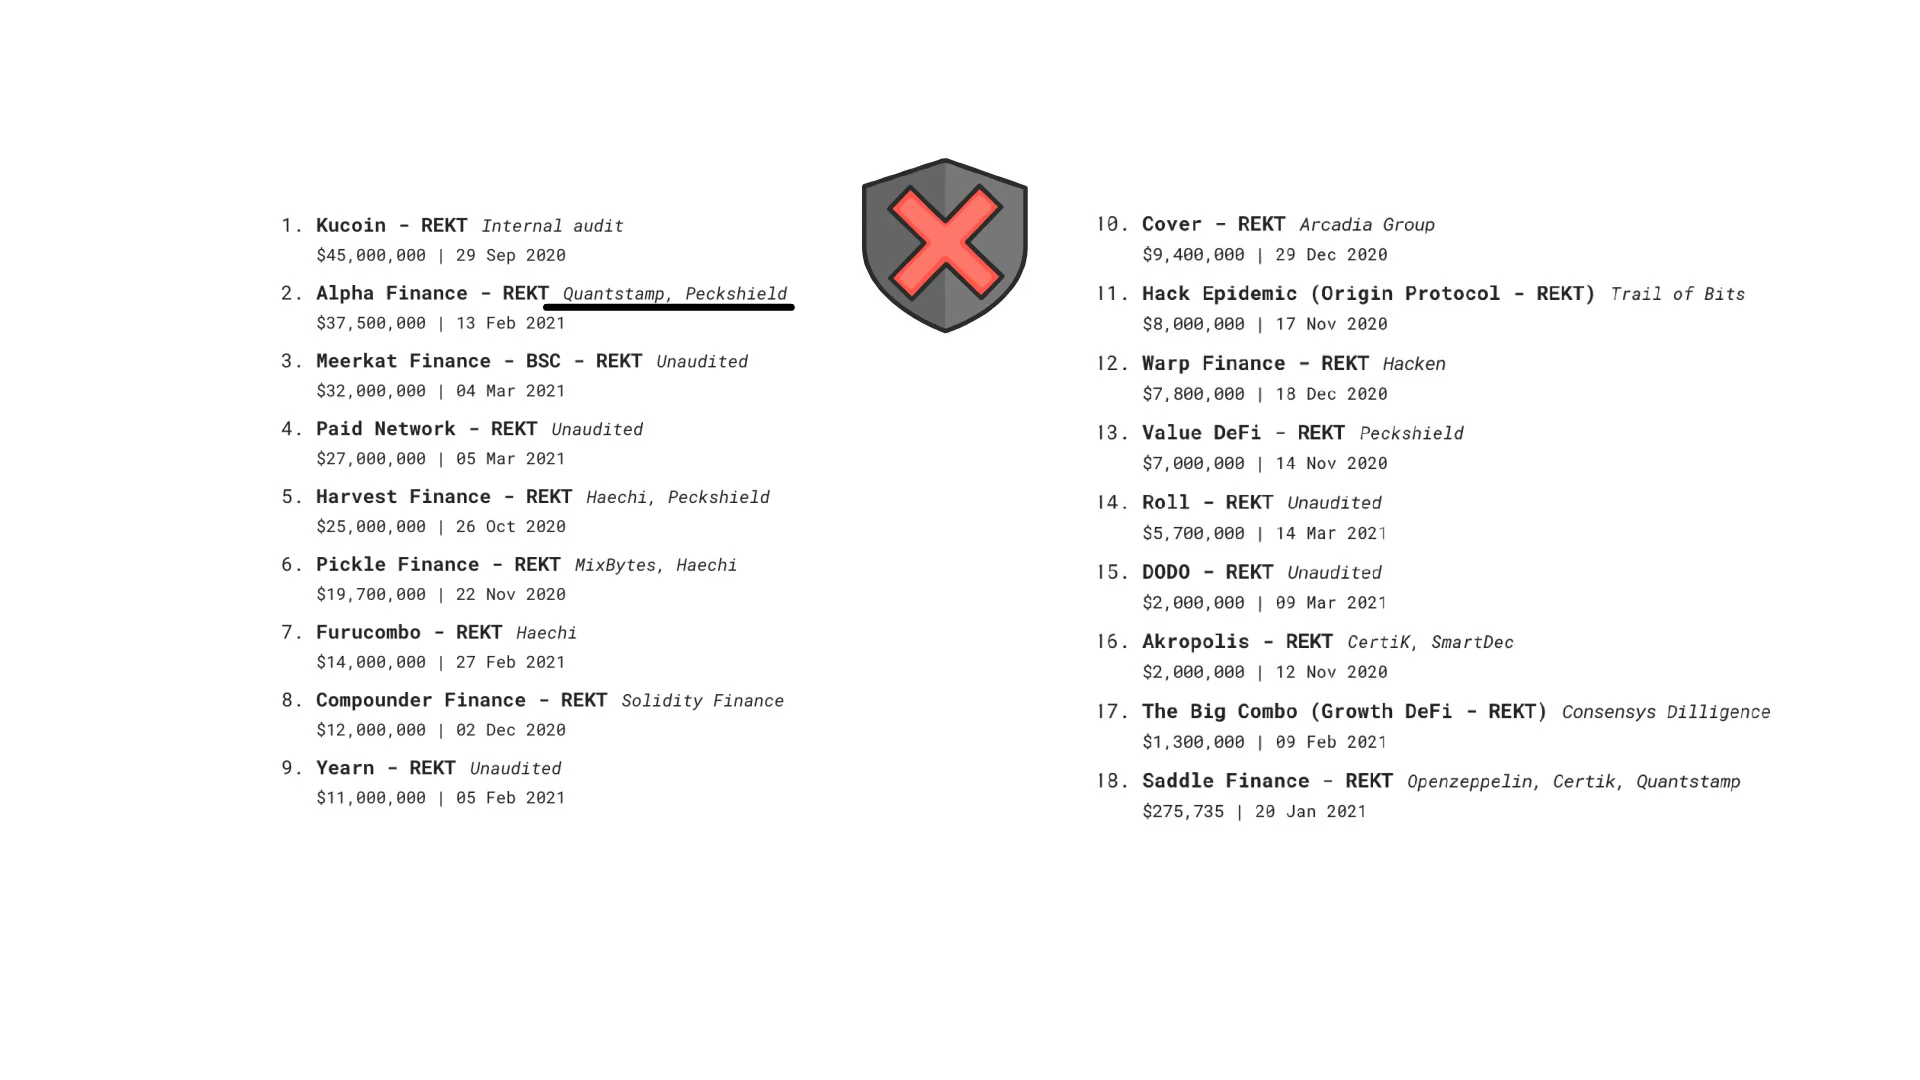 1. Kucoin - REKT Internal audit
$45,000,000 | 29 Sep 2020
2. Alpha Finance - REKT Quantstamp, Peckshield
$37,500,000 | 13 Feb 2021
3. Meerkat Finance - BSC - REKT Unaudited
$32,000,000 | 04 Mar 2021
4. Paid Network - REKT Unaudited
$27,000,000 | 05 Mar 2021
5. Harvest Finance - REKT Haechi, Peckshield
$25,000,000 | 26 Oct 2020
6. Pickle Finance - REKT MixBytes, Haechi
$19,700,000 | 22 Nov 2020
7. Furucombo - REKT Haechi
$14,000,000 | 27 Feb 2021
8. Compounder Finance - REKT Solidity Finance
$12,000,000 | 02 Dec 2020
9. Yearn - REKT Unaudited
$11,000,000 | 05 Feb 2021
10. Cover - REKT Arcadia Group
$9,400,000 | 29 Dec 2020
11. Hack Epidemic (Origin Protocol - REKT) Trail of Bits
$8,000,000 | 17 Nov 2020
12. Warp Finance - REKT Hacken
$7,800,000 | 18 Dec 2020
13. Value DeFi - REKT Peckshield
$7,000,000 | 14 Nov 2020
14. Roll - REKT Unaudited
$5,700,000 | 14 Mar 2021
15. DODO - REKT Unaudited
$2,000,000 | 09 Mar 2021
16. Akropolis - REKT CertiK, SmartDec
$2,000,000 | 12 Nov 2020
17. The Big Combo (Growth DeFi - REKT) Consensys Dilligence
$1,300,000 | 09 Feb 2021
18. Saddle Finance - REKT Openzeppelin, Certik, Quantstamp
$275,735 | 20 Jan 2021